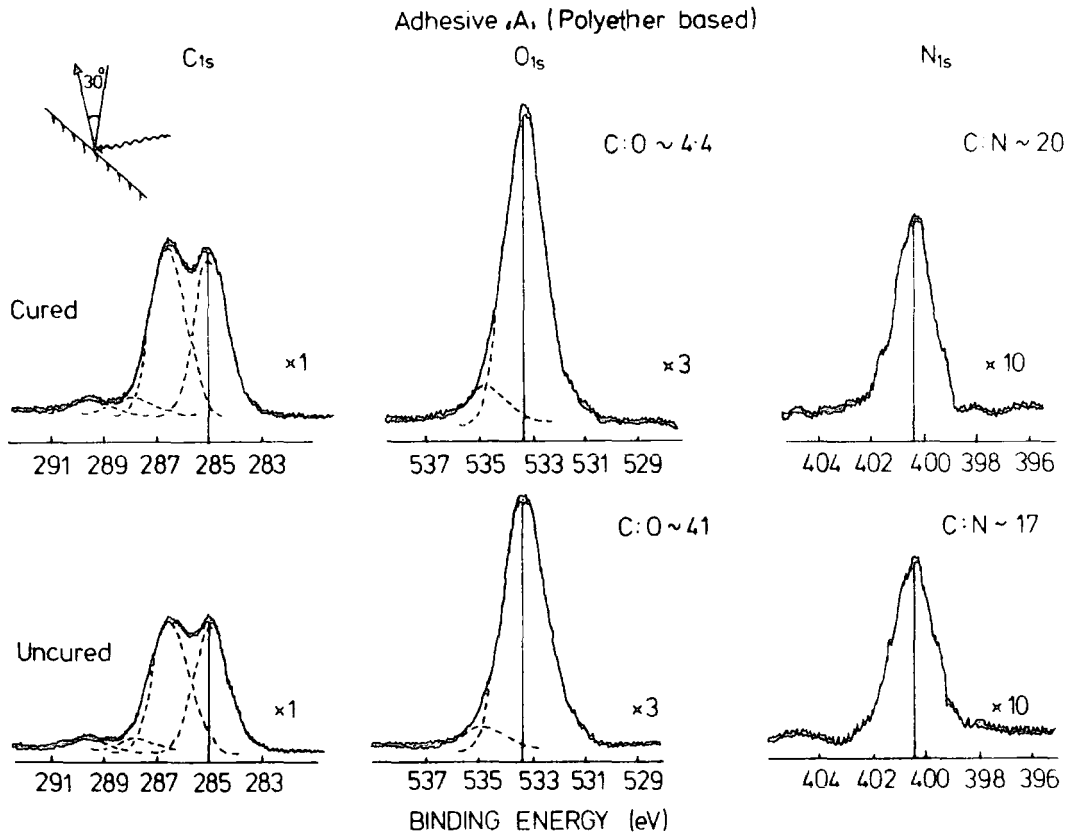 Adhesive 'A' (Polyether based)
C1s O1s N1s
30°
C:O ~ 4·4
C:N ~ 20
Cured
×1
×3
×10
291 289 287 285 283
537 535 533 531 529
404 402 400 398 396
C:O ~ 41
C:N ~ 17
Uncured
×1
×3
×10
291 289 287 285 283
537 535 533 531 529
404 402 400 398 396
BINDING ENERGY (eV)